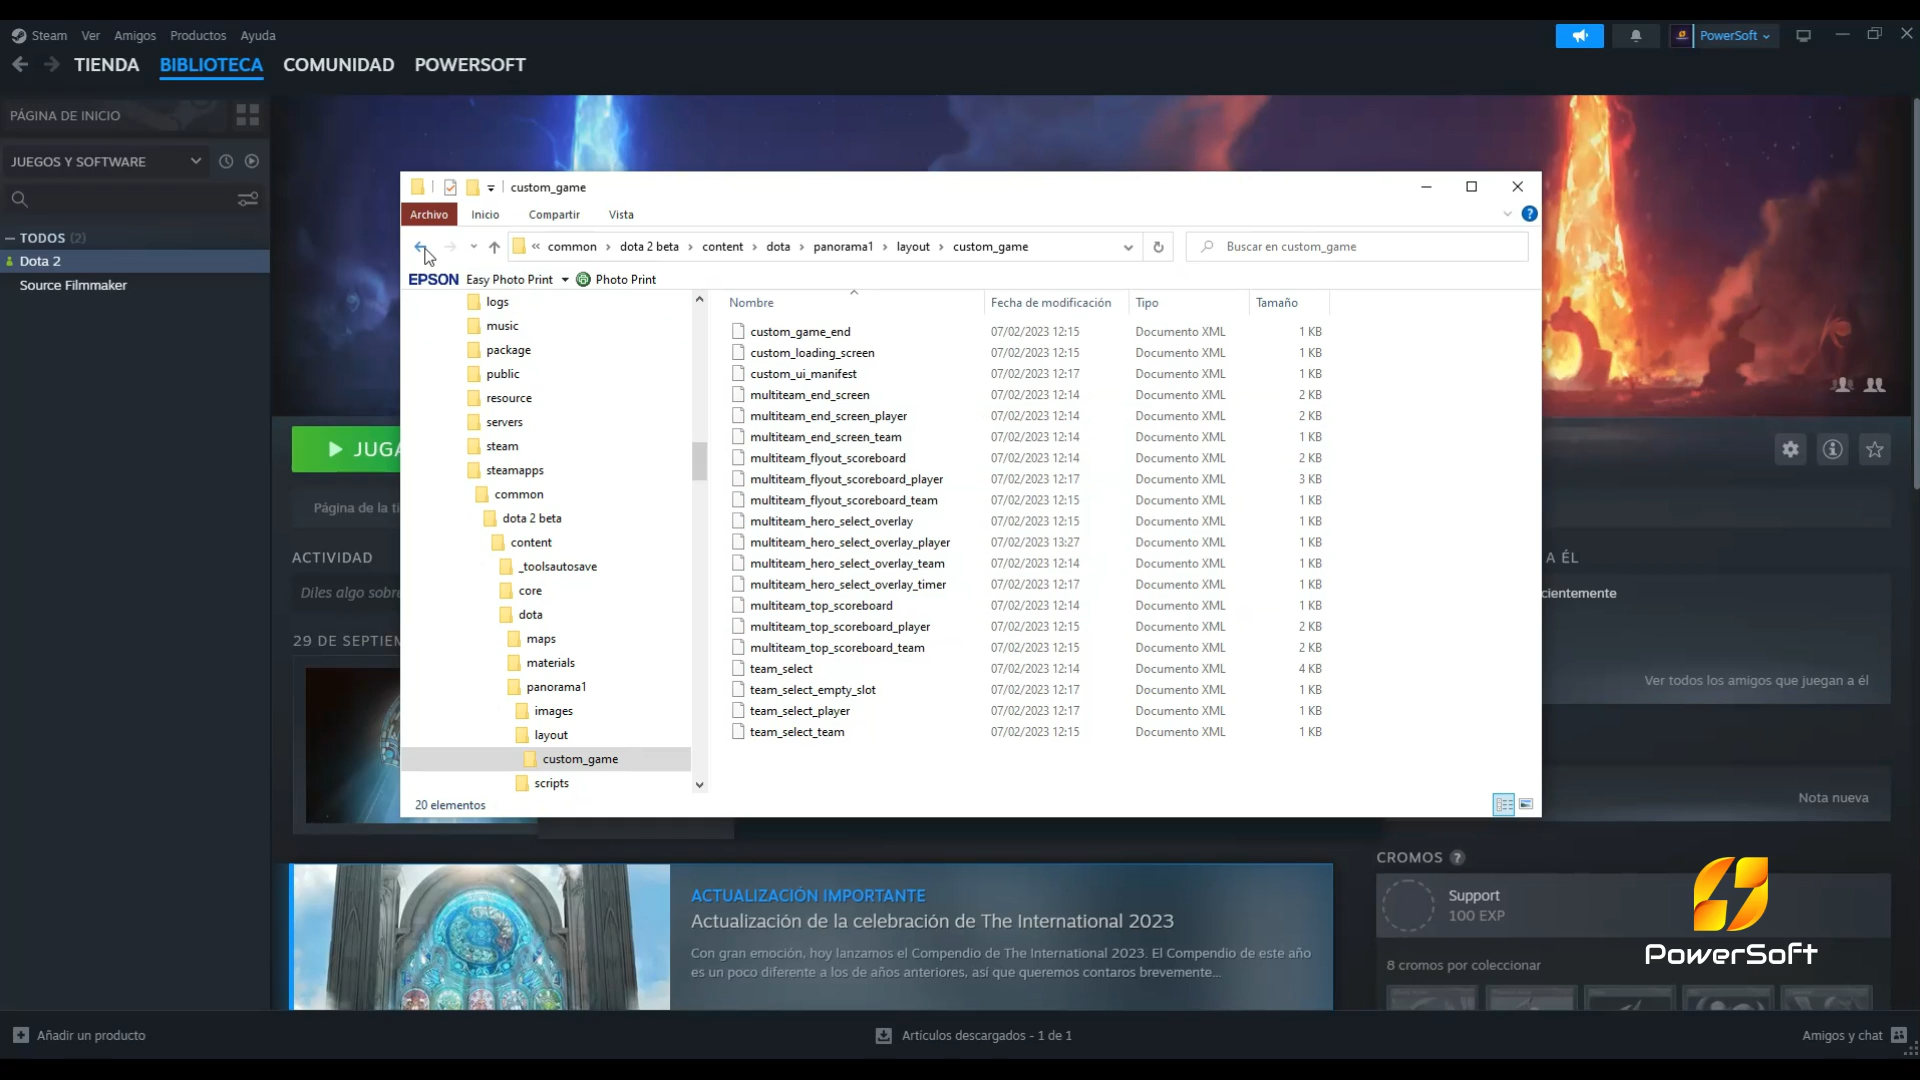 Steam Ver Amigos Productos Ayuda
PowerSoft
TIENDA BIBLIOTECA COMUNIDAD POWERSOFT
PÁGINA DE INICIO
JUEGOS Y SOFTWARE
— TODOS (2)
Dota 2
Source Filmmaker
custom_game
Archivo Inicio Compartir Vista
« common › dota 2 beta › content › dota › panorama1 › layout › custom_game
Buscar en custom_game
EPSON Easy Photo Print Photo Print
logs
music
package
public
resource
servers
steam
steamapps
common
dota 2 beta
content
_toolsautosave
core
dota
maps
materials
panorama1
images
layout
custom_game
scripts
Nombre Fecha de modificación Tipo Tamaño
custom_game_end 07/02/2023 12:15 Documento XML 1 KB
custom_loading_screen 07/02/2023 12:15 Documento XML 1 KB
custom_ui_manifest 07/02/2023 12:17 Documento XML 1 KB
multiteam_end_screen 07/02/2023 12:14 Documento XML 2 KB
multiteam_end_screen_player 07/02/2023 12:14 Documento XML 2 KB
multiteam_end_screen_team 07/02/2023 12:14 Documento XML 1 KB
multiteam_flyout_scoreboard 07/02/2023 12:14 Documento XML 2 KB
multiteam_flyout_scoreboard_player 07/02/2023 12:17 Documento XML 3 KB
multiteam_flyout_scoreboard_team 07/02/2023 12:15 Documento XML 1 KB
multiteam_hero_select_overlay 07/02/2023 12:15 Documento XML 1 KB
multiteam_hero_select_overlay_player 07/02/2023 13:27 Documento XML 1 KB
multiteam_hero_select_overlay_team 07/02/2023 12:14 Documento XML 1 KB
multiteam_hero_select_overlay_timer 07/02/2023 12:17 Documento XML 1 KB
multiteam_top_scoreboard 07/02/2023 12:14 Documento XML 1 KB
multiteam_top_scoreboard_player 07/02/2023 12:15 Documento XML 2 KB
multiteam_top_scoreboard_team 07/02/2023 12:15 Documento XML 2 KB
team_select 07/02/2023 12:14 Documento XML 4 KB
team_select_empty_slot 07/02/2023 12:17 Documento XML 1 KB
team_select_player 07/02/2023 12:17 Documento XML 1 KB
team_select_team 07/02/2023 12:15 Documento XML 1 KB
20 elementos
JUGA
Página de la ti
ACTIVIDAD
Diles algo sobre
29 DE SEPTIEM
A ÉL
cientemente
Ver todos los amigos que juegan a él
Nota nueva
ACTUALIZACIÓN IMPORTANTE
Actualización de la celebración de The International 2023
Con gran emoción, hoy lanzamos el Compendio de The International 2023. El Compendio de este año
es un poco diferente a los de años anteriores, así que queremos contaros brevemente...
CROMOS ?
Support
100 EXP
8 cromos por coleccionar
PowerSoft
Añadir un producto
Artículos descargados - 1 de 1
Amigos y chat